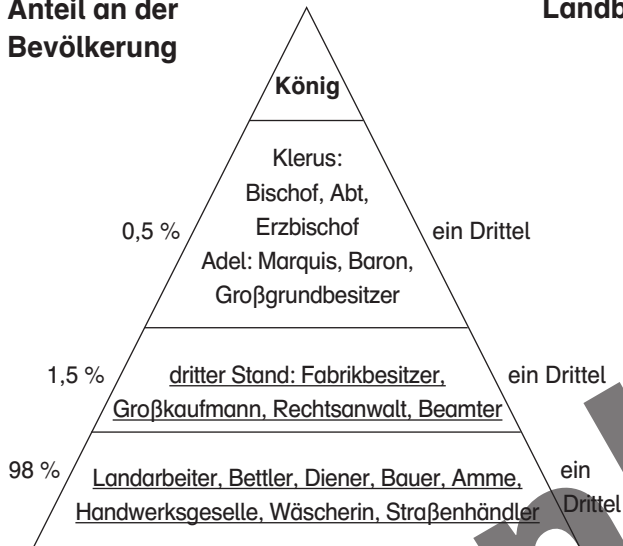 Anteil an der
Bevölkerung
König
Klerus:
Bischof, Abt,
Erzbischof
Adel: Marquis, Baron,
Großgrundbesitzer
0,5 %
ein Drittel
1,5 %
dritter Stand: Fabrikbesitzer,
Großkaufmann, Rechtsanwalt, Beamter
ein Drittel
98 %
Landarbeiter, Bettler, Diener, Bauer, Amme,
Handwerksgeselle, Wäscherin, Straßenhändler
ein
Drittel